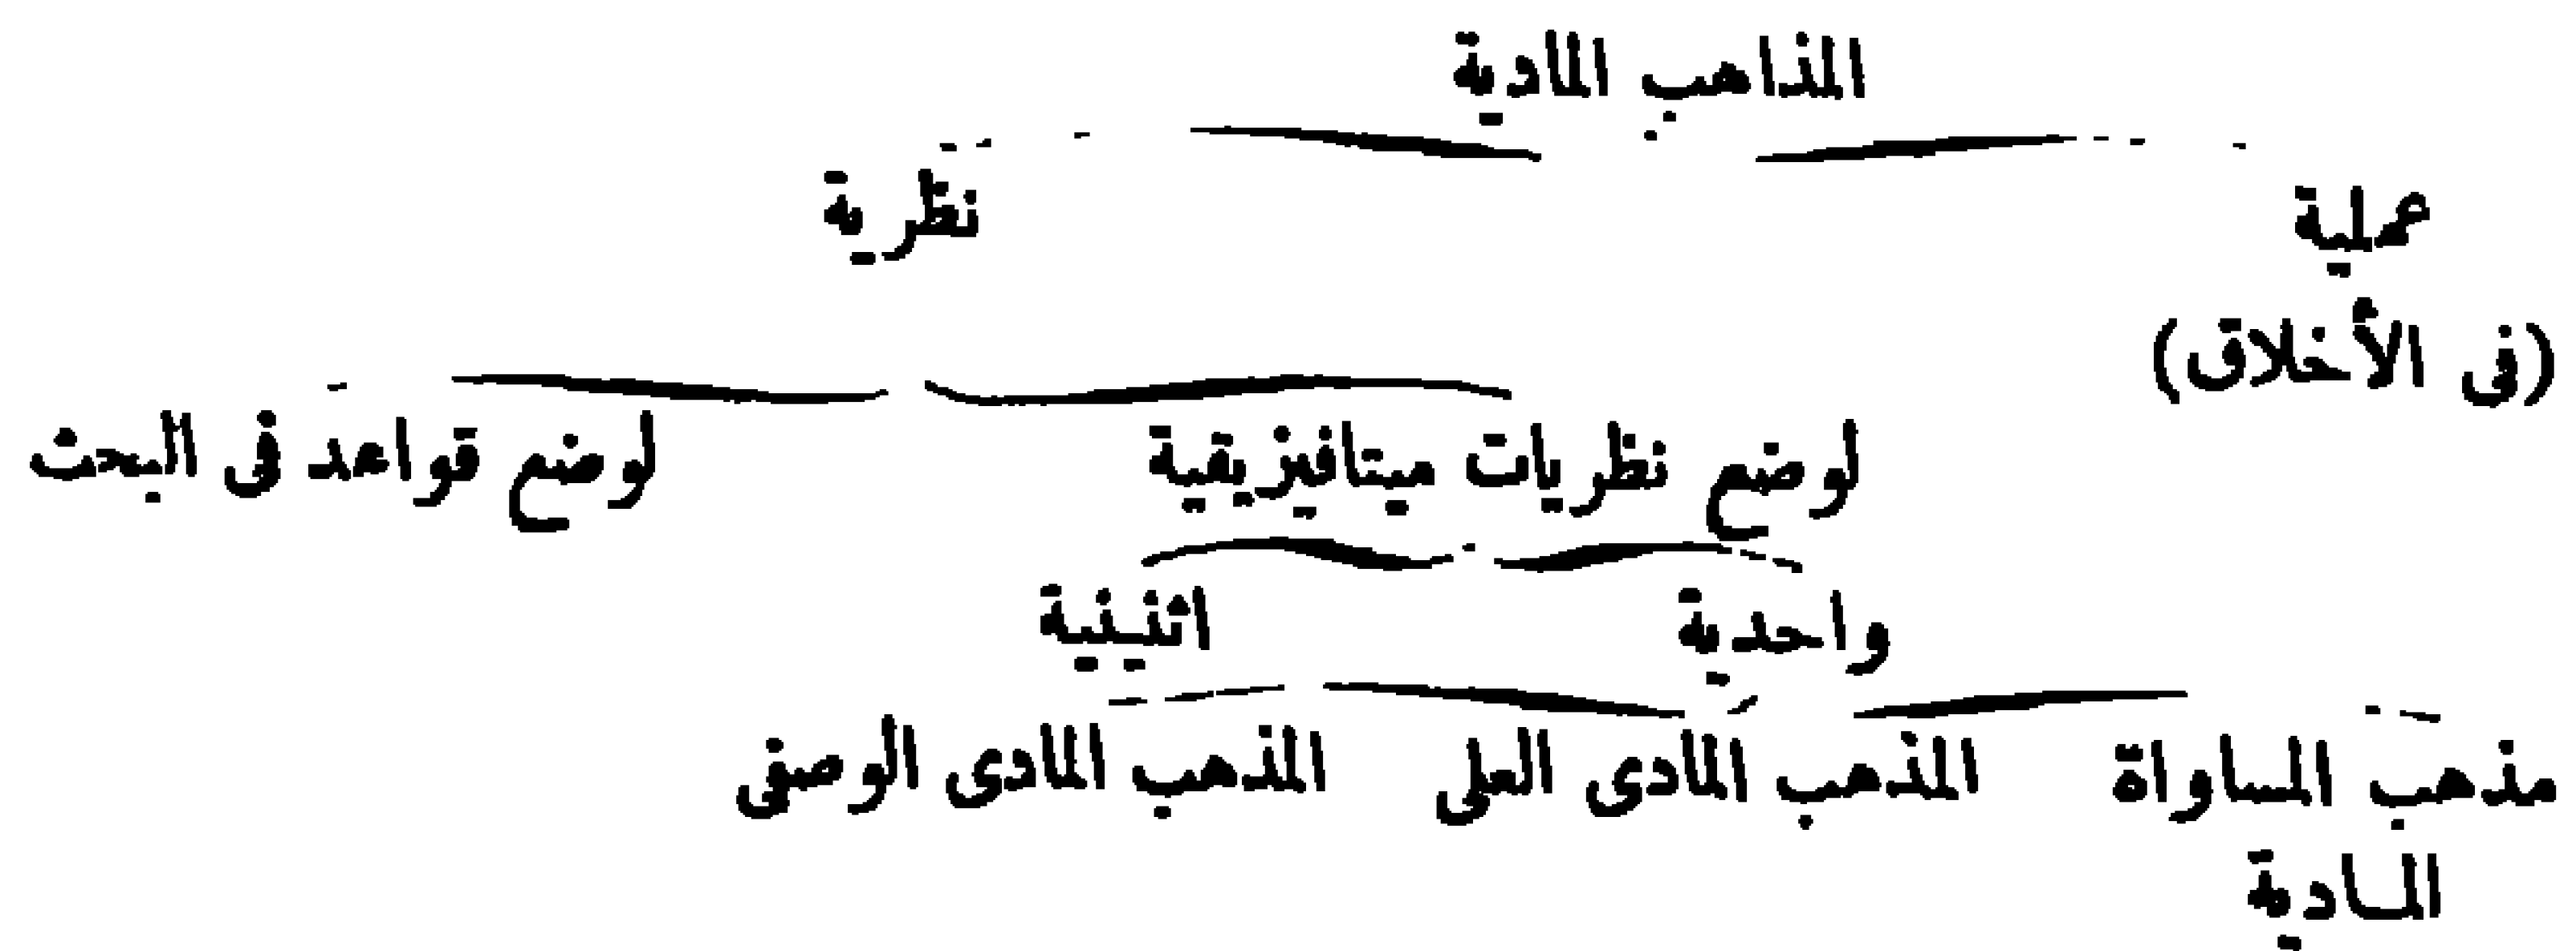 المذاهب المادية
عملية نظرية
(فى الأخلاق)
لوضع نظريات ميتافيزيقية لوضع قواعد فى البحث
واحدية اثنينية
مذهب المساواة المذهب المادى العلى المذهب المادى الوصفى
المادية